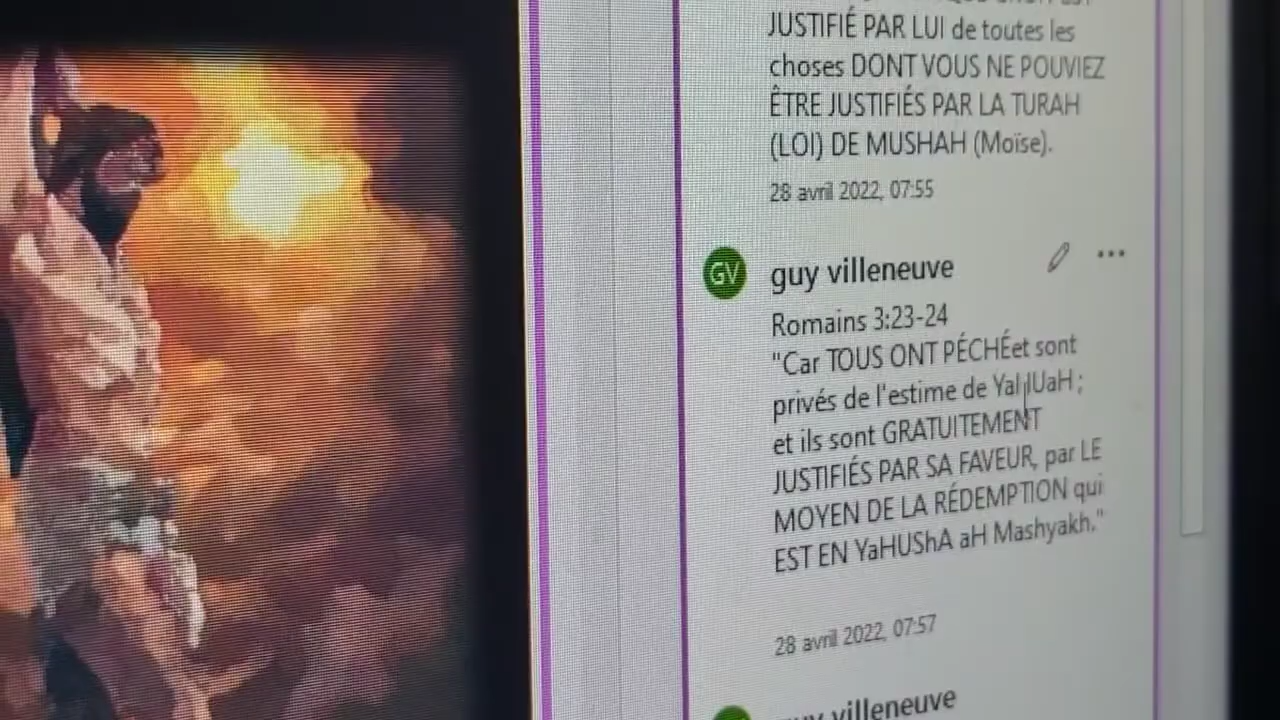 JUSTIFIÉ PAR LUI de toutes les
choses DONT VOUS NE POUVIEZ
ÊTRE JUSTIFIÉS PAR LA TURAH
(LOI) DE MUSHAH (Moïse).
28 avril 2022, 07:55
GV guy villeneuve
Romains 3:23-24
"Car TOUS ONT PÉCHÉet sont
privés de l'estime de YaHUaH ;
et ils sont GRATUITEMENT
JUSTIFIÉS PAR SA FAVEUR, par LE
MOYEN DE LA RÉDEMPTION qui
EST EN YaHUShA aH Mashyakh."
28 avril 2022, 07:57
guy villeneuve